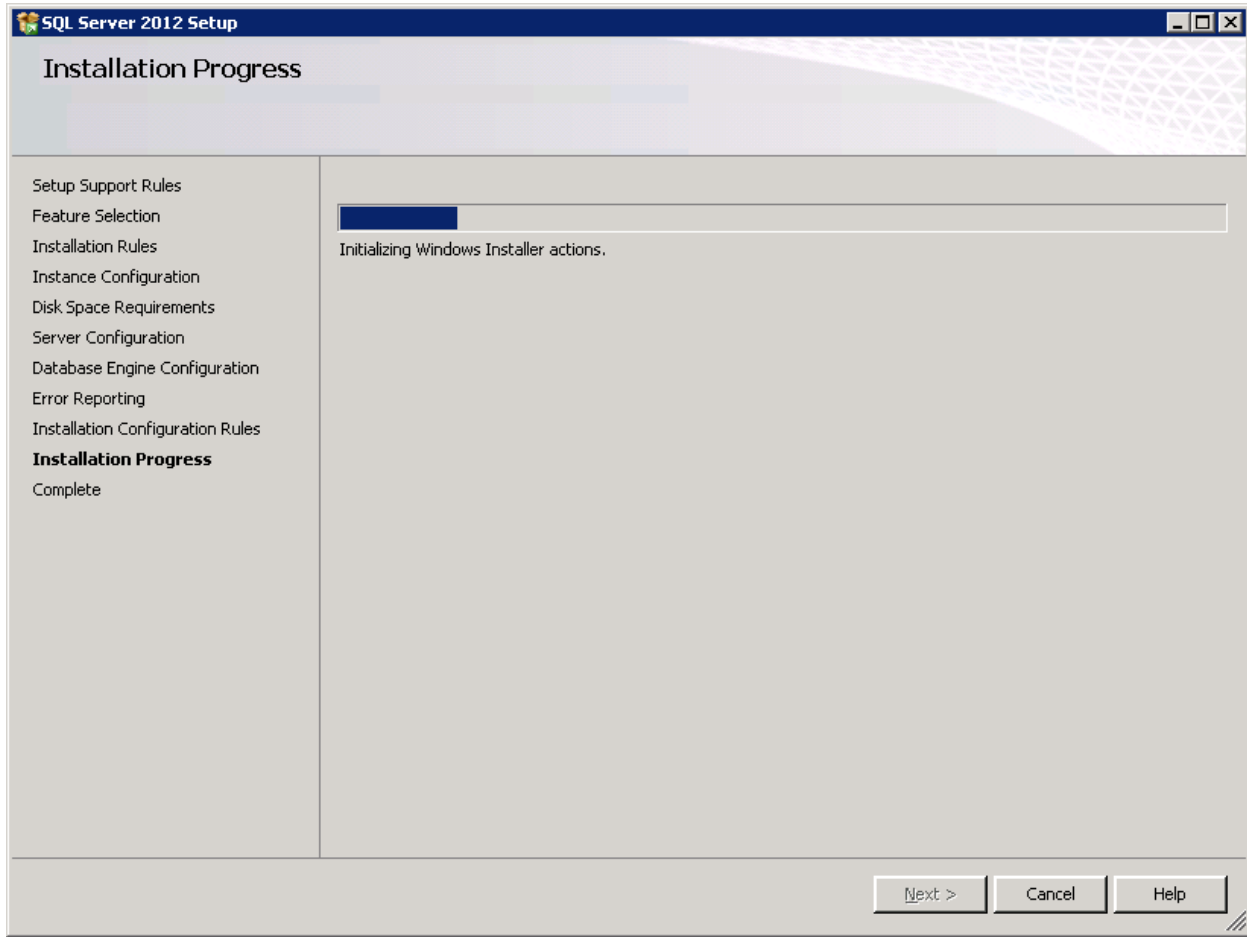 SQL Server 2012 Setup
Installation Progress
Setup Support Rules
Feature Selection
Installation Rules
Instance Configuration
Disk Space Requirements
Server Configuration
Database Engine Configuration
Error Reporting
Installation Configuration Rules
Installation Progress
Complete
Initializing Windows Installer actions.
Next >
Cancel
Help